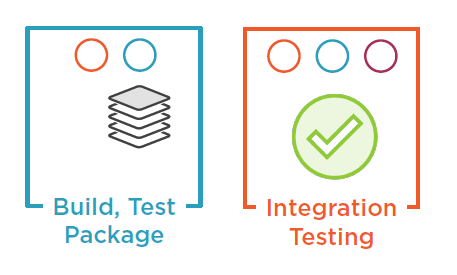 Build, Test
Package
Integration
Testing